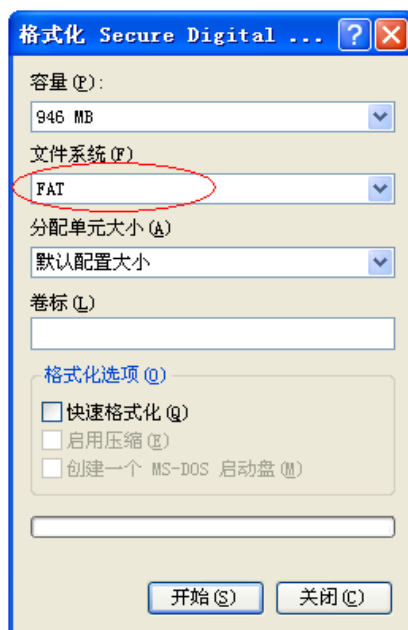 格式化 Secure Digital ...
容量(P):
946 MB
文件系统(F)
FAT
分配单元大小(A)
默认配置大小
卷标(L)
格式化选项(O)
快速格式化(Q)
启用压缩(E)
创建一个 MS-DOS 启动盘(M)
开始(S)
关闭(C)